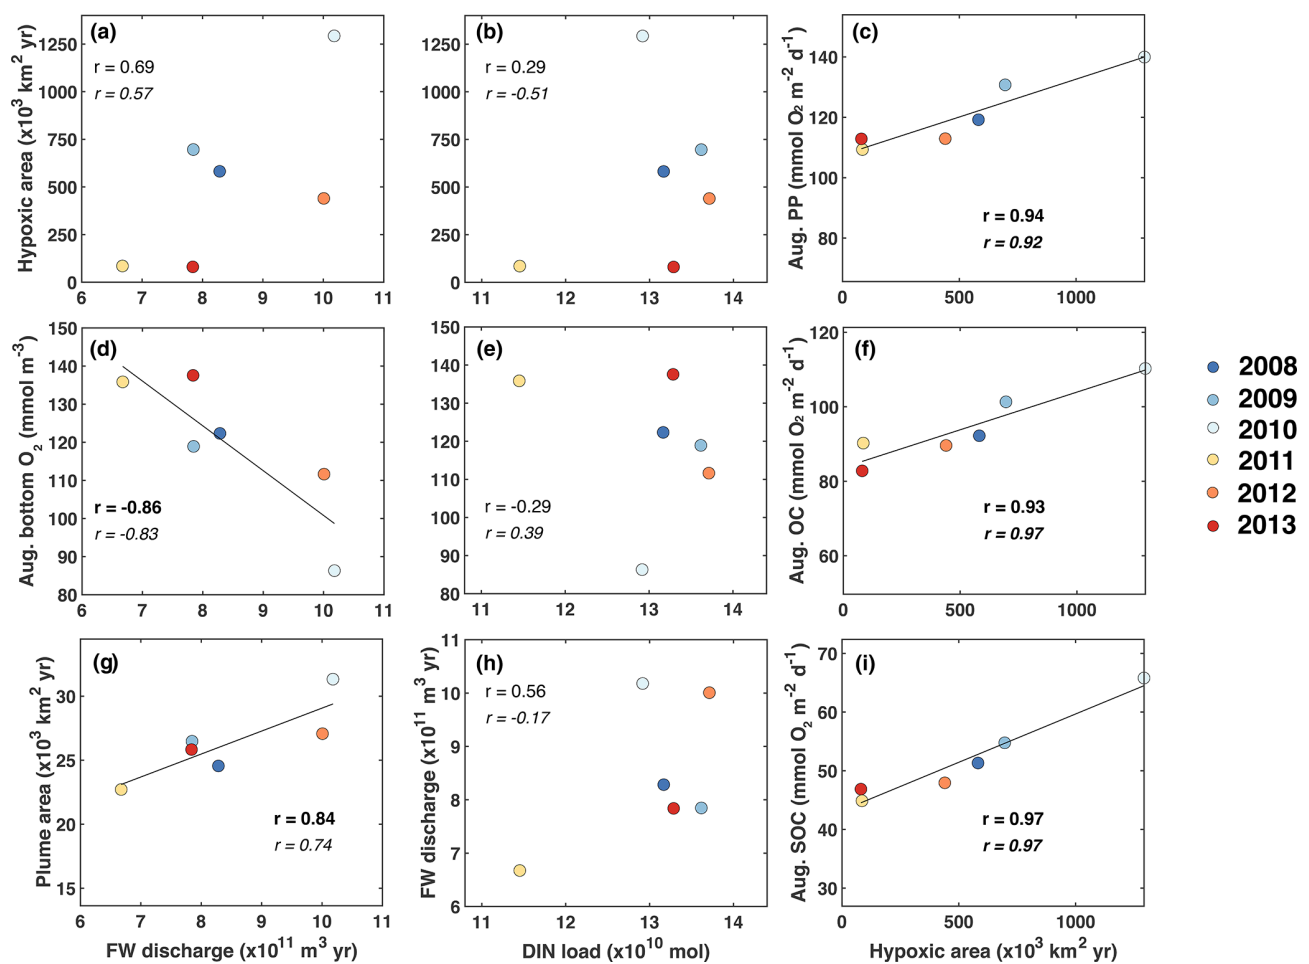 (a)
r = 0.69
r = 0.57
Hypoxic area (x10³ km² yr)
1250
1000
750
500
250
0
6 7 8 9 10 11
(b)
r = 0.29
r = -0.51
1250
1000
750
500
250
0
11 12 13 14
(c)
Aug. PP (mmol O₂ m⁻² d⁻¹)
140
120
100
80
r = 0.94
r = 0.92
0 500 1000
(d)
Aug. bottom O₂ (mmol m⁻³)
150
140
130
120
110
100
90
80
r = -0.86
r = -0.83
6 7 8 9 10 11
(e)
150
140
130
120
110
100
90
80
r = -0.29
r = 0.39
11 12 13 14
(f)
Aug. OC (mmol O₂ m⁻² d⁻¹)
120
100
80
60
r = 0.93
r = 0.97
0 500 1000
2008
2009
2010
2011
2012
2013
(g)
Plume area (x10³ km² yr)
30
25
20
15
r = 0.84
r = 0.74
6 7 8 9 10 11
FW discharge (x10¹¹ m³ yr)
(h)
r = 0.56
r = -0.17
FW discharge (x10¹¹ m³ yr)
11
10
9
8
7
6
11 12 13 14
DIN load (x10¹⁰ mol)
(i)
Aug. SOC (mmol O₂ m⁻² d⁻¹)
70
60
50
40
30
r = 0.97
r = 0.97
0 500 1000
Hypoxic area (x10³ km² yr)